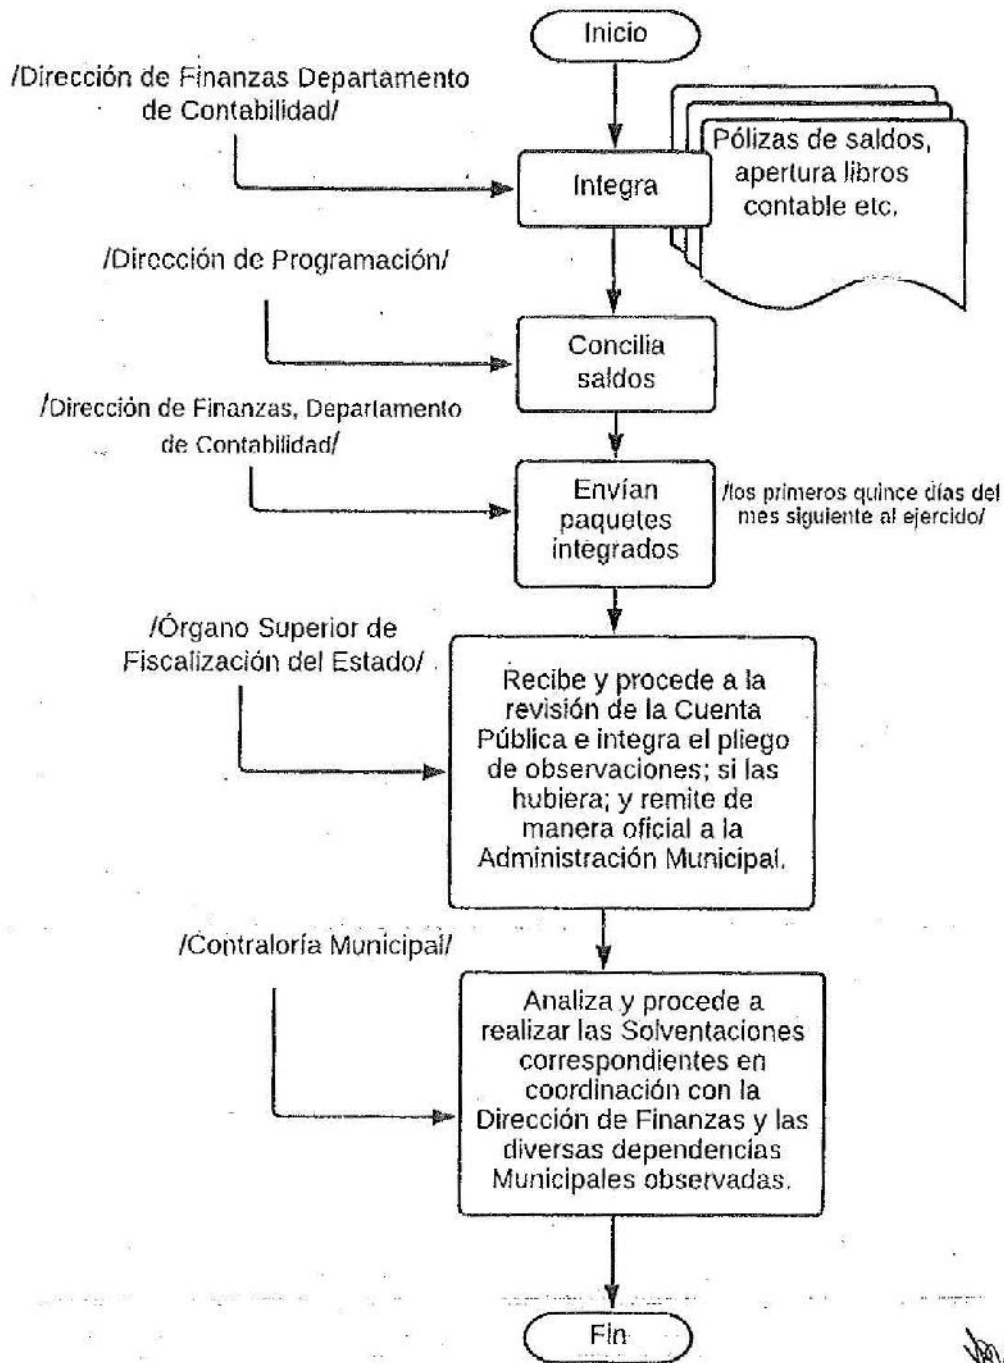 Inicio
/Dirección de Finanzas Departamento
de Contabilidad/
Integra
Pólizas de saldos,
apertura libros
contable etc.
/Dirección de Programación/
Concilia
saldos
/Dirección de Finanzas, Departamento
de Contabilidad/
Envían
paquetes
integrados
/los primeros quince días del
mes siguiente al ejercido/
/Órgano Superior de
Fiscalización del Estado/
Recibe y procede a la
revisión de la Cuenta
Pública e integra el pliego
de observaciones; si las
hubiera; y remite de
manera oficial a la
Administración Municipal.
/Contraloría Municipal/
Analiza y procede a
realizar las Solventaciones
correspondientes en
coordinación con la
Dirección de Finanzas y las
diversas dependencias
Municipales observadas.
Fin